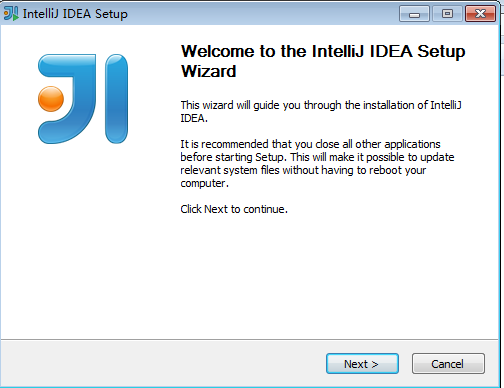 IntelliJ IDEA Setup
Welcome to the IntelliJ IDEA Setup
Wizard
This wizard will guide you through the installation of IntelliJ
IDEA.
It is recommended that you close all other applications
before starting Setup. This will make it possible to update
relevant system files without having to reboot your
computer.
Click Next to continue.
Next >
Cancel